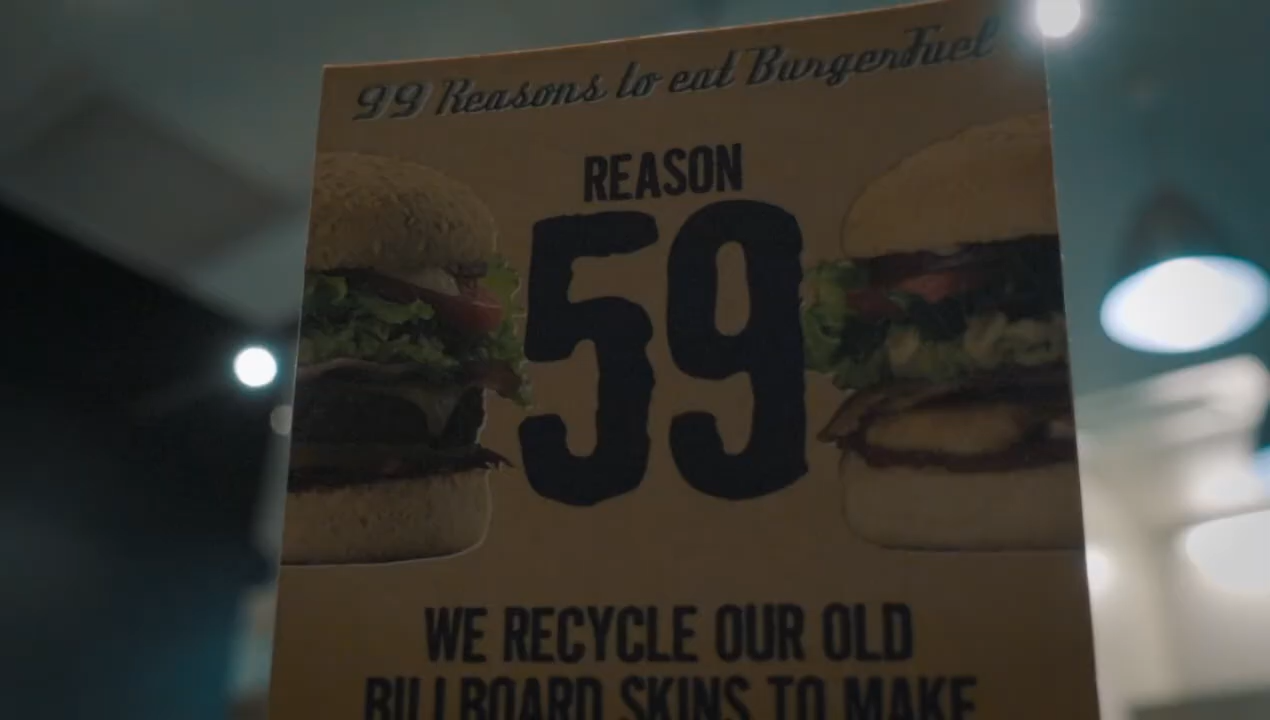 99 Reasons to eat BurgerFuel
REASON
59
WE RECYCLE OUR OLD
BILLBOARD SKINS TO MAKE